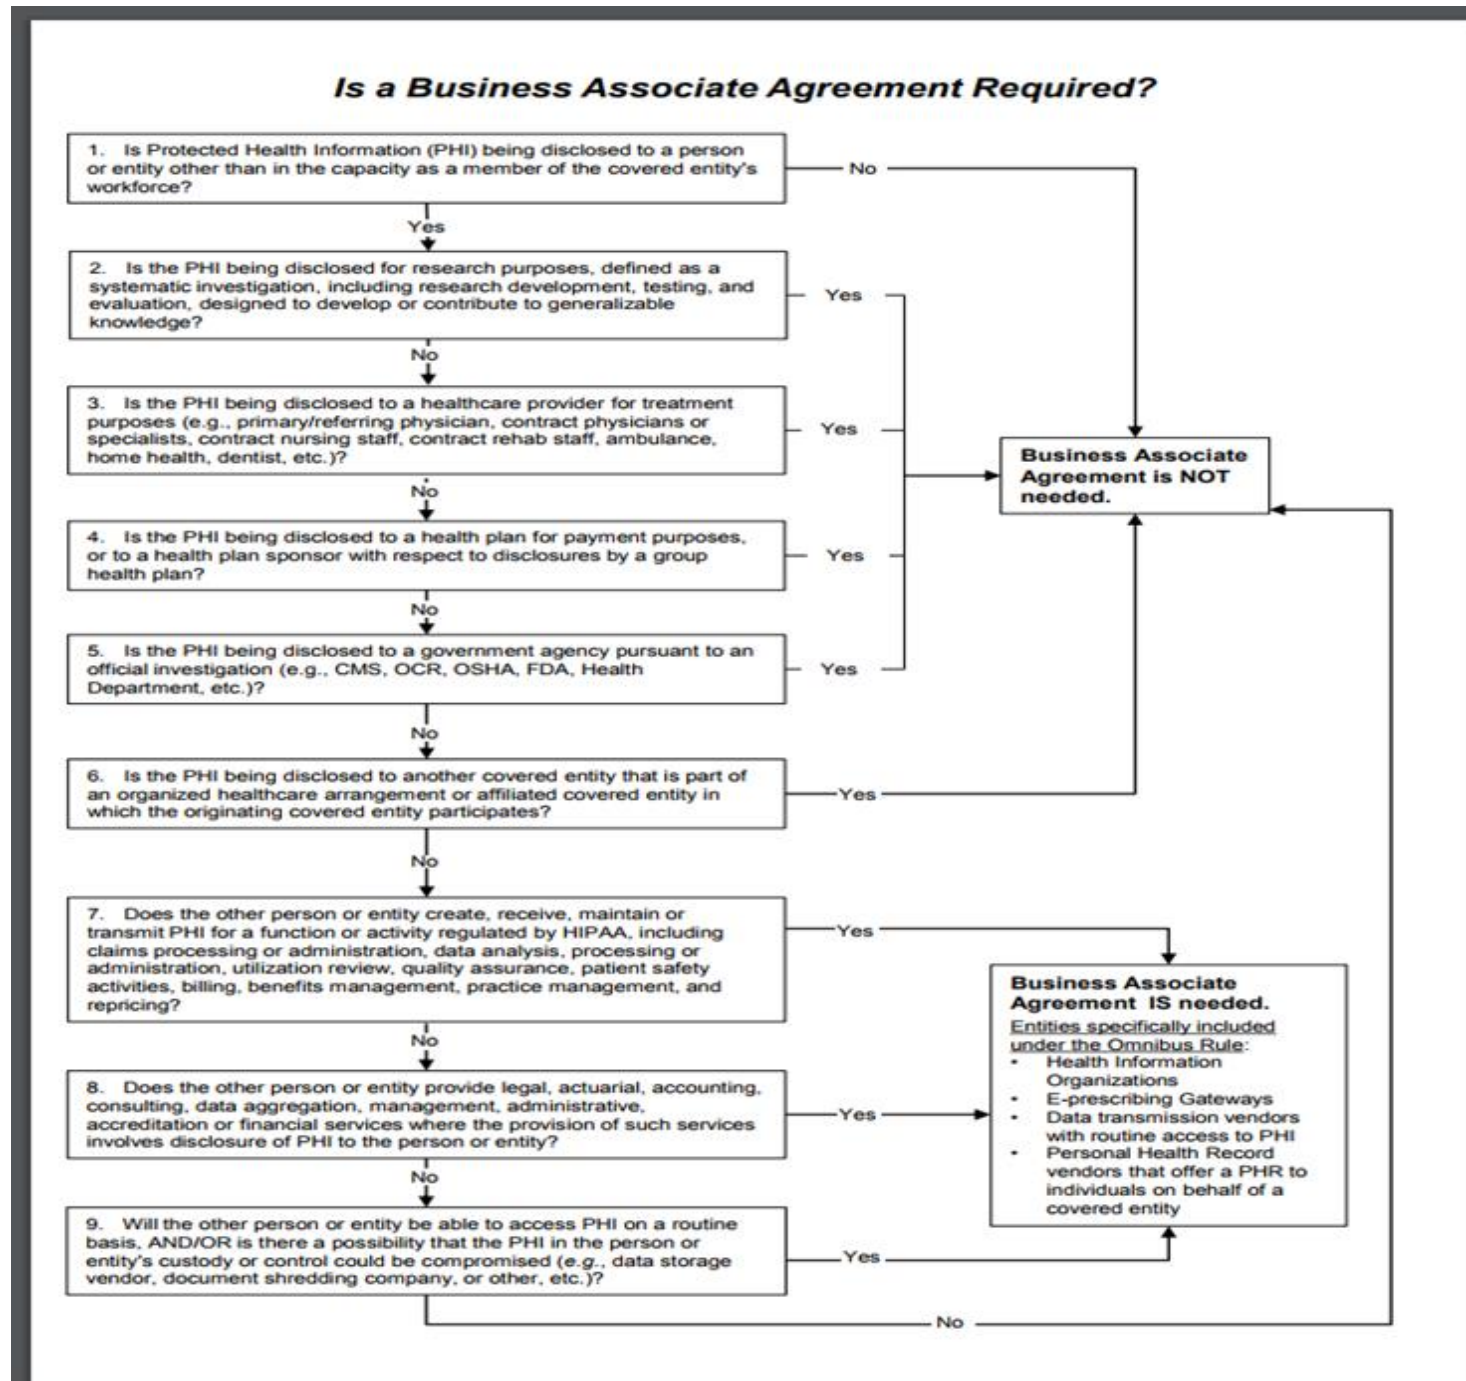 Is a Business Associate Agreement Required?
1. Is Protected Health Information (PHI) being disclosed to a person
or entity other than in the capacity as a member of the covered entity's
workforce?
No
Yes
2. Is the PHI being disclosed for research purposes, defined as a
systematic investigation, including research development, testing, and
evaluation, designed to develop or contribute to generalizable
knowledge?
Yes
No
3. Is the PHI being disclosed to a healthcare provider for treatment
purposes (e.g., primary/referring physician, contract physicians or
specialists, contract nursing staff, contract rehab staff, ambulance,
home health, dentist, etc.)?
Yes
Business Associate
Agreement is NOT
needed.
No
4. Is the PHI being disclosed to a health plan for payment purposes,
or to a health plan sponsor with respect to disclosures by a group
health plan?
Yes
No
5. Is the PHI being disclosed to a government agency pursuant to an
official investigation (e.g., CMS, OCR, OSHA, FDA, Health
Department, etc.)?
Yes
No
6. Is the PHI being disclosed to another covered entity that is part of
an organized healthcare arrangement or affiliated covered entity in
which the originating covered entity participates?
Yes
No
7. Does the other person or entity create, receive, maintain or
transmit PHI for a function or activity regulated by HIPAA, including
claims processing or administration, data analysis, processing or
administration, utilization review, quality assurance, patient safety
activities, billing, benefits management, practice management, and
repricing?
Yes
No
Business Associate
Agreement IS needed.
Entities specifically included
under the Omnibus Rule:
• Health Information
Organizations
• E-prescribing Gateways
• Data transmission vendors
with routine access to PHI
• Personal Health Record
vendors that offer a PHR to
individuals on behalf of a
covered entity
8. Does the other person or entity provide legal, actuarial, accounting,
consulting, data aggregation, management, administrative,
accreditation or financial services where the provision of such services
involves disclosure of PHI to the person or entity?
Yes
No
9. Will the other person or entity be able to access PHI on a routine
basis, AND/OR is there a possibility that the PHI in the person or
entity's custody or control could be compromised (e.g., data storage
vendor, document shredding company, or other, etc.)?
Yes
No